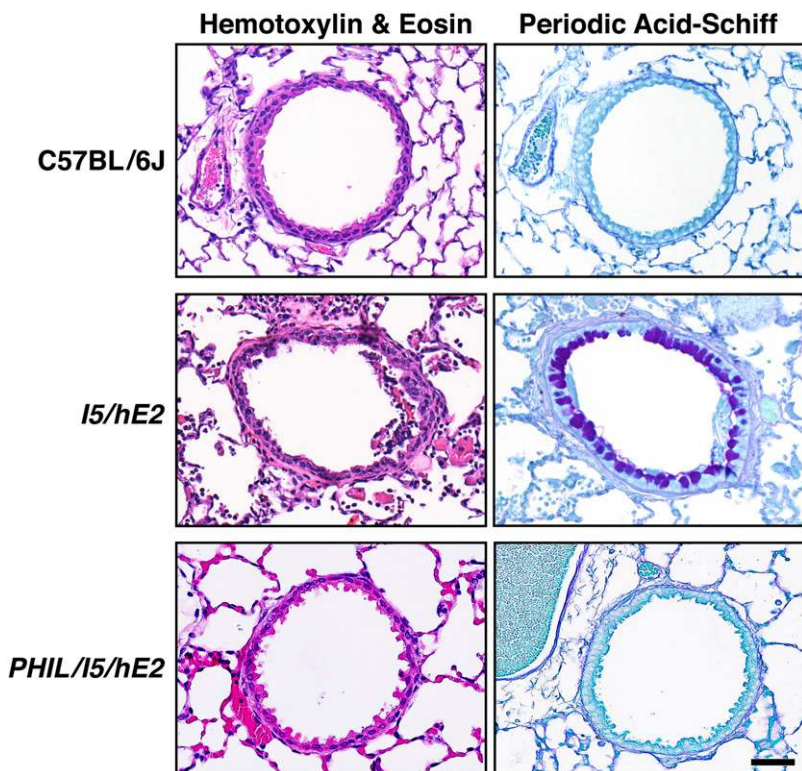 Hemotoxylin & Eosin
Periodic Acid-Schiff
C57BL/6J
I5/hE2
PHIL/I5/hE2